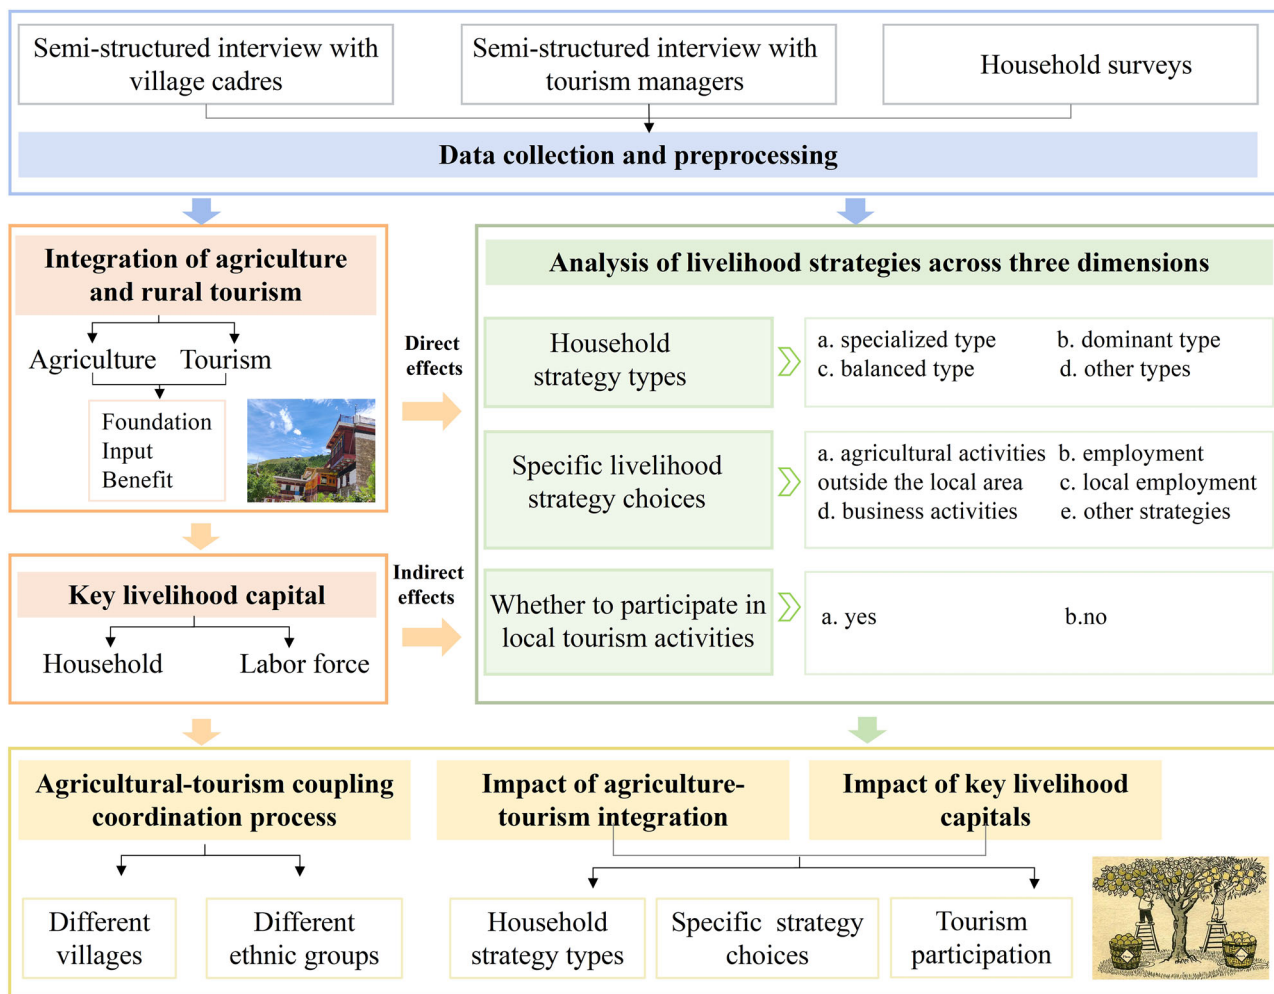 Semi-structured interview with
village cadres
Semi-structured interview with
tourism managers
Household surveys
Data collection and preprocessing
Integration of agriculture
and rural tourism
Agriculture Tourism
Foundation
Input
Benefit
Direct
effects
Key livelihood capital
Household Labor force
Indirect
effects
Analysis of livelihood strategies across three dimensions
Household
strategy types
a. specialized type b. dominant type
c. balanced type d. other types
Specific livelihood
strategy choices
a. agricultural activities b. employment
outside the local area c. local employment
d. business activities e. other strategies
Whether to participate in
local tourism activities
a. yes b.no
Agricultural-tourism coupling
coordination process
Different
villages
Different
ethnic groups
Impact of agriculture-
tourism integration
Impact of key livelihood
capitals
Household
strategy types
Specific strategy
choices
Tourism
participation